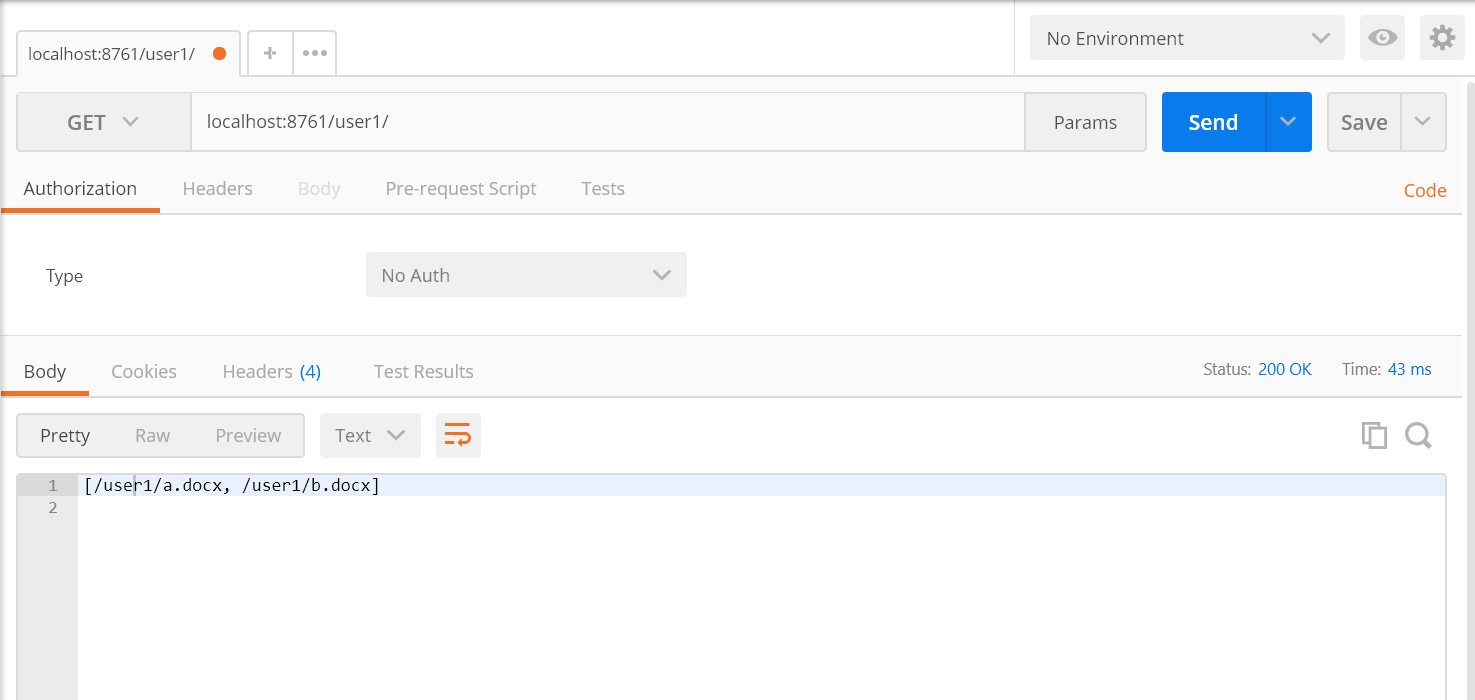 localhost:8761/user1/
No Environment
GET
localhost:8761/user1/
Params
Send
Save
Authorization
Headers
Body
Pre-request Script
Tests
Code
Type
No Auth
Body
Cookies
Headers (4)
Test Results
Status: 200 OK
Time: 43 ms
Pretty
Raw
Preview
Text
1 [/user1/a.docx, /user1/b.docx]
2